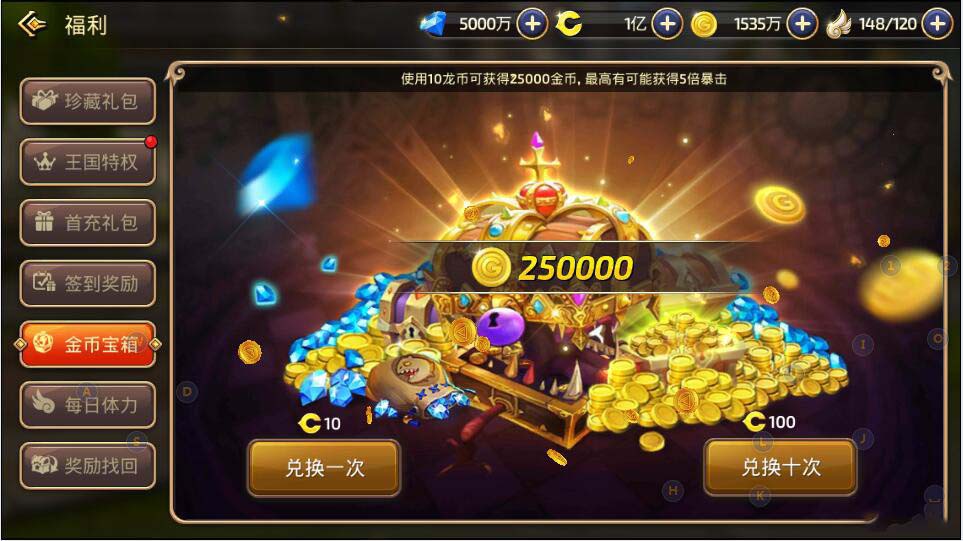 福利
5000万
1亿
1535万
148/120
使用10龙币可获得25000金币, 最高有可能获得5倍暴击
珍藏礼包
王国特权
首充礼包
签到奖励
金币宝箱
每日体力
奖励找回
250000
10
100
兑换一次
兑换十次
W
A
S
D
1
2
I
O
J
L
H
K